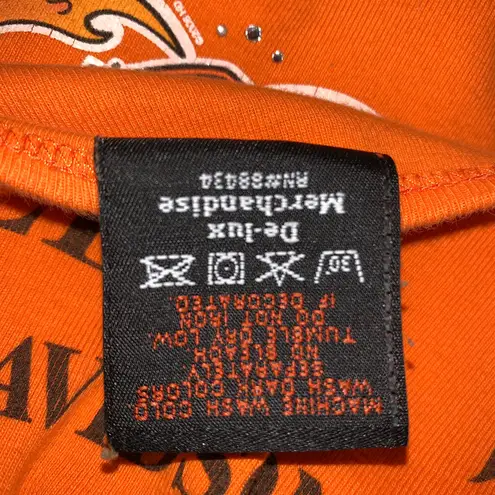 MACHINE WASH COLD
WASH DARK COLORS
SEPARATELY
NO BLEACH
TUMBLE DRY LOW.
DO NOT IRON
IF DECORATED
30°
De-lux
Merchandise
RN#88434